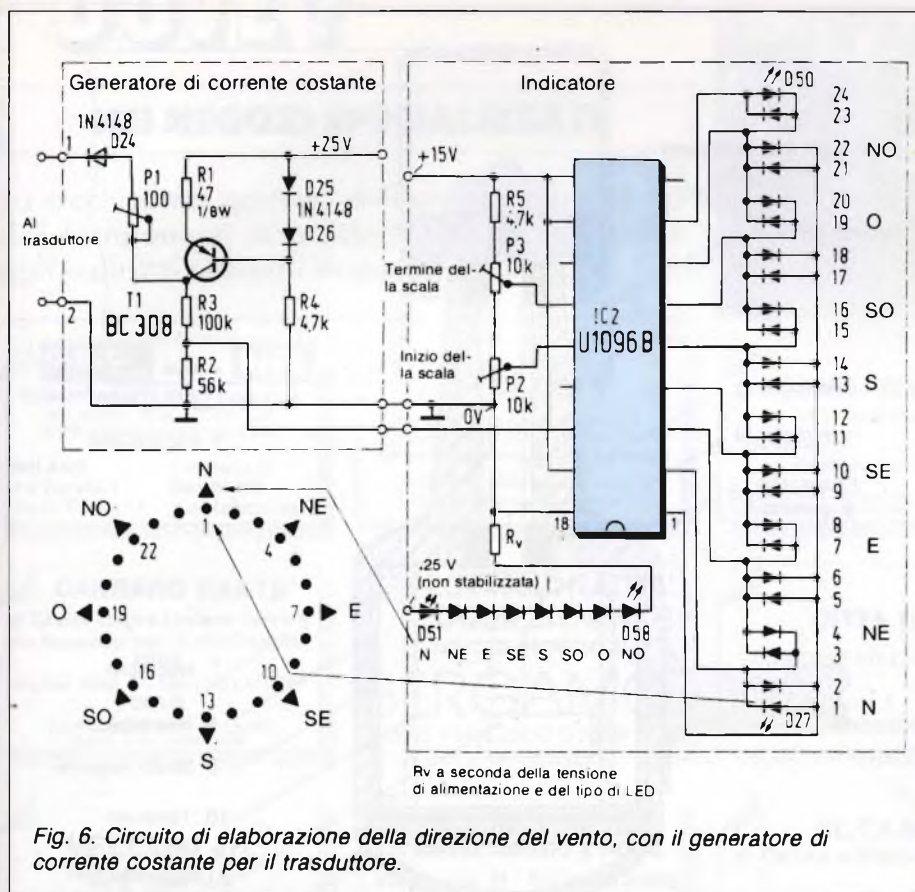 Generatore di corrente costante
1N4148
D24
1
P1
100
R1
47
1/8W
+25V
D25
1N4148
D26
Al
trasduttore
2
T1
BC308
R3
100k
R2
56k
R4
4,7k
Indicatore
+15V
R5
47k
P3
10k
Termine del-
la scala
Inizio del-
la scala
P2
10k
0V
IC2
U1096B
18
1
Rv
+25 V
(non stabilizzata)
D51
D58
N NE E SE S SO O NO
D50
24
23
22
NO
21
20
19
O
18
17
16
SO
15
14
13
S
12
11
10
SE
9
8
7
E
6
5
4
NE
3
2
1
N
D27
N
NO
NE
1
22
4
O
19
7
E
16
10
SO
13
SE
S
Rv a seconda della tensione
di alimentazione e del tipo di LED
Fig. 6. Circuito di elaborazione della direzione del vento, con il generatore di
corrente costante per il trasduttore.